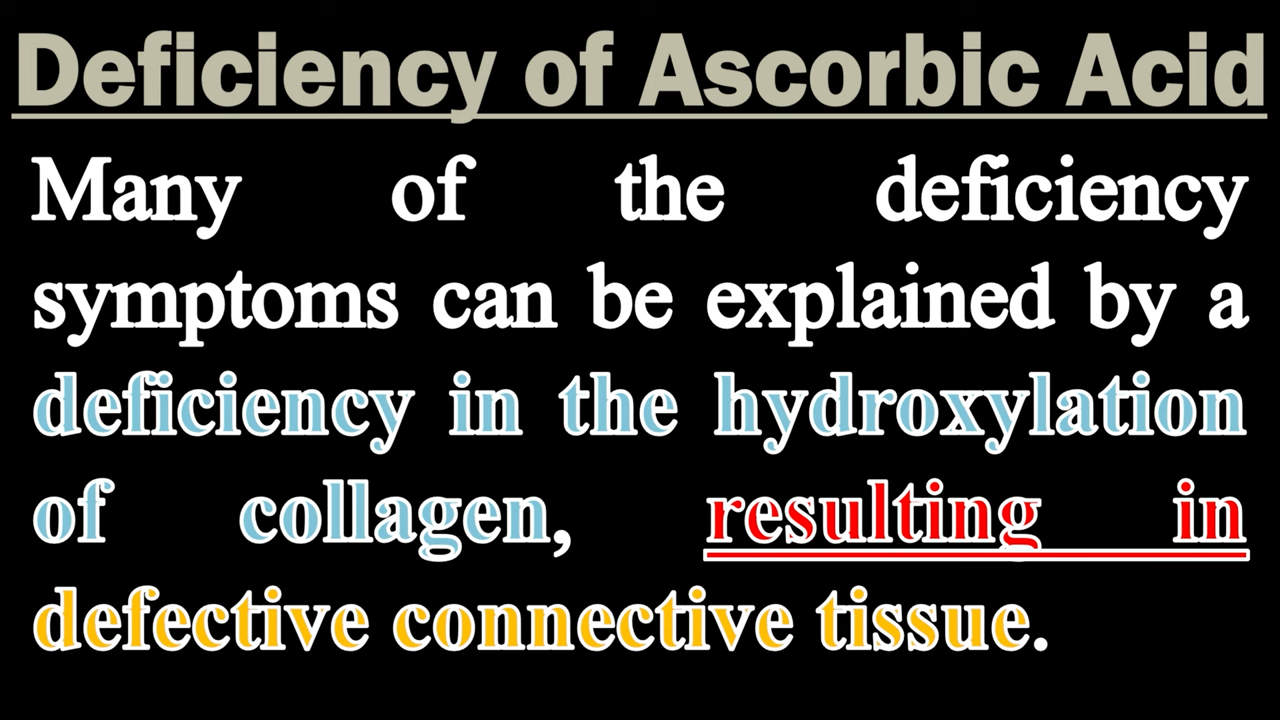 Deficiency of Ascorbic Acid
Many of the deficiency
symptoms can be explained by a
deficiency in the hydroxylation
of collagen, resulting in
defective connective tissue.